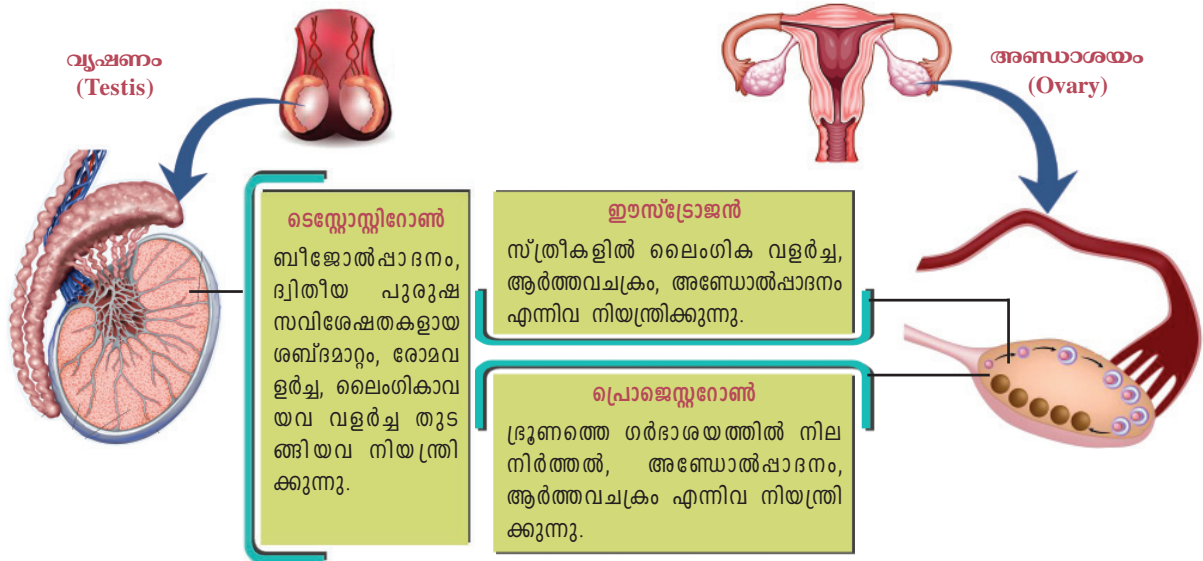 വൃഷണം
(Testis)
അണ്ഡാശയം
(Ovary)
ടെസ്റ്റോസ്റ്റിറോൺ
ബീജോൽപ്പാദനം,
ദ്വിതീയ പുരുഷ
സവിശേഷതകളായ
ശബ്ദമാറ്റം, രോമവ
ളർച്ച, ലൈംഗികാവ
യവ വളർച്ച തുട
ങ്ങിയവ നിയന്ത്രി
ക്കുന്നു.
ഈസ്ട്രോജൻ
സ്ത്രീകളിൽ ലൈംഗിക വളർച്ച,
ആർത്തവചക്രം, അണ്ഡോൽപ്പാദനം
എന്നിവ നിയന്ത്രിക്കുന്നു.
പ്രൊജെസ്റ്ററോൺ
ഭ്രൂണത്തെ ഗർഭാശയത്തിൽ നില
നിർത്തൽ, അണ്ഡോൽപ്പാദനം,
ആർത്തവചക്രം എന്നിവ നിയന്ത്രി
ക്കുന്നു.